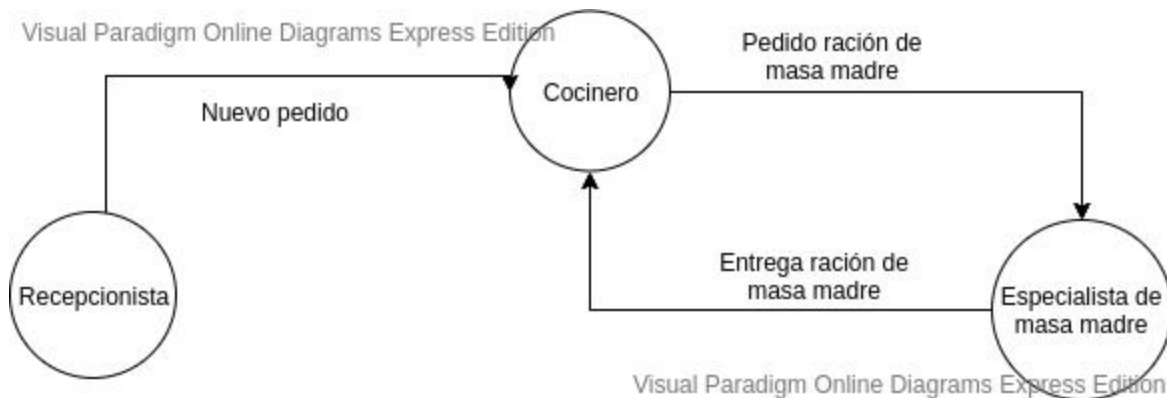 Visual Paradigm Online Diagrams Express Edition
Pedido ración de
masa madre
Cocinero
Nuevo pedido
Entrega ración de
masa madre
Recepcionista
Especialista de
masa madre
Visual Paradigm Online Diagrams Express Edition